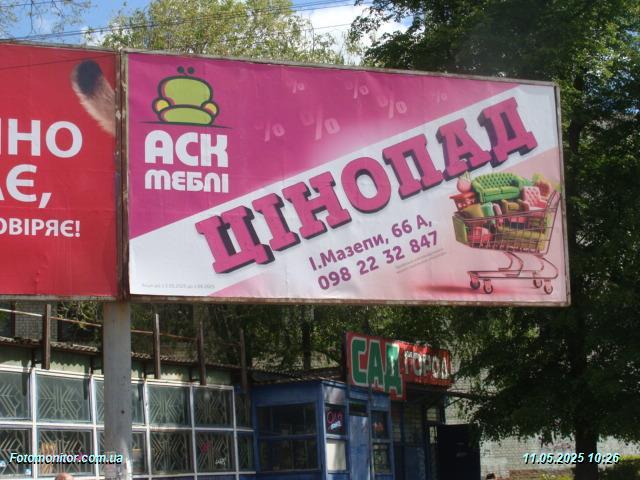 НО
Є,
ОВІРЯЄ!
АСК
МЕБЛІ
% % % % %
ЦІНОПАД
І.Мазепи, 66 А,
098 22 32 847
САД
ГОРОД
Fotomonitor.com.ua
11.05.2025 10:26